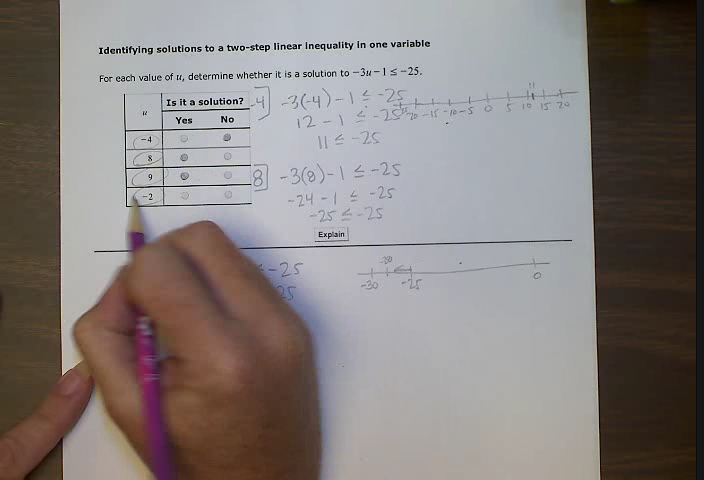 Identifying solutions to a two-step linear inequality in one variable
For each value of u, determine whether it is a solution to −3u−1 ≤ −25.
u Is it a solution?
Yes No
−4
8
9
−2
-4 -3(-4) - 1 ≤ -25
12 - 1 ≤ -25
11 ≤ -25
8 -3(8) - 1 ≤ -25
-24 - 1 ≤ -25
-25 ≤ -25
11
-20 -15 -10 -5 0 5 10 15 20
Explain
≤ -25
25
-28
-30 -25 0